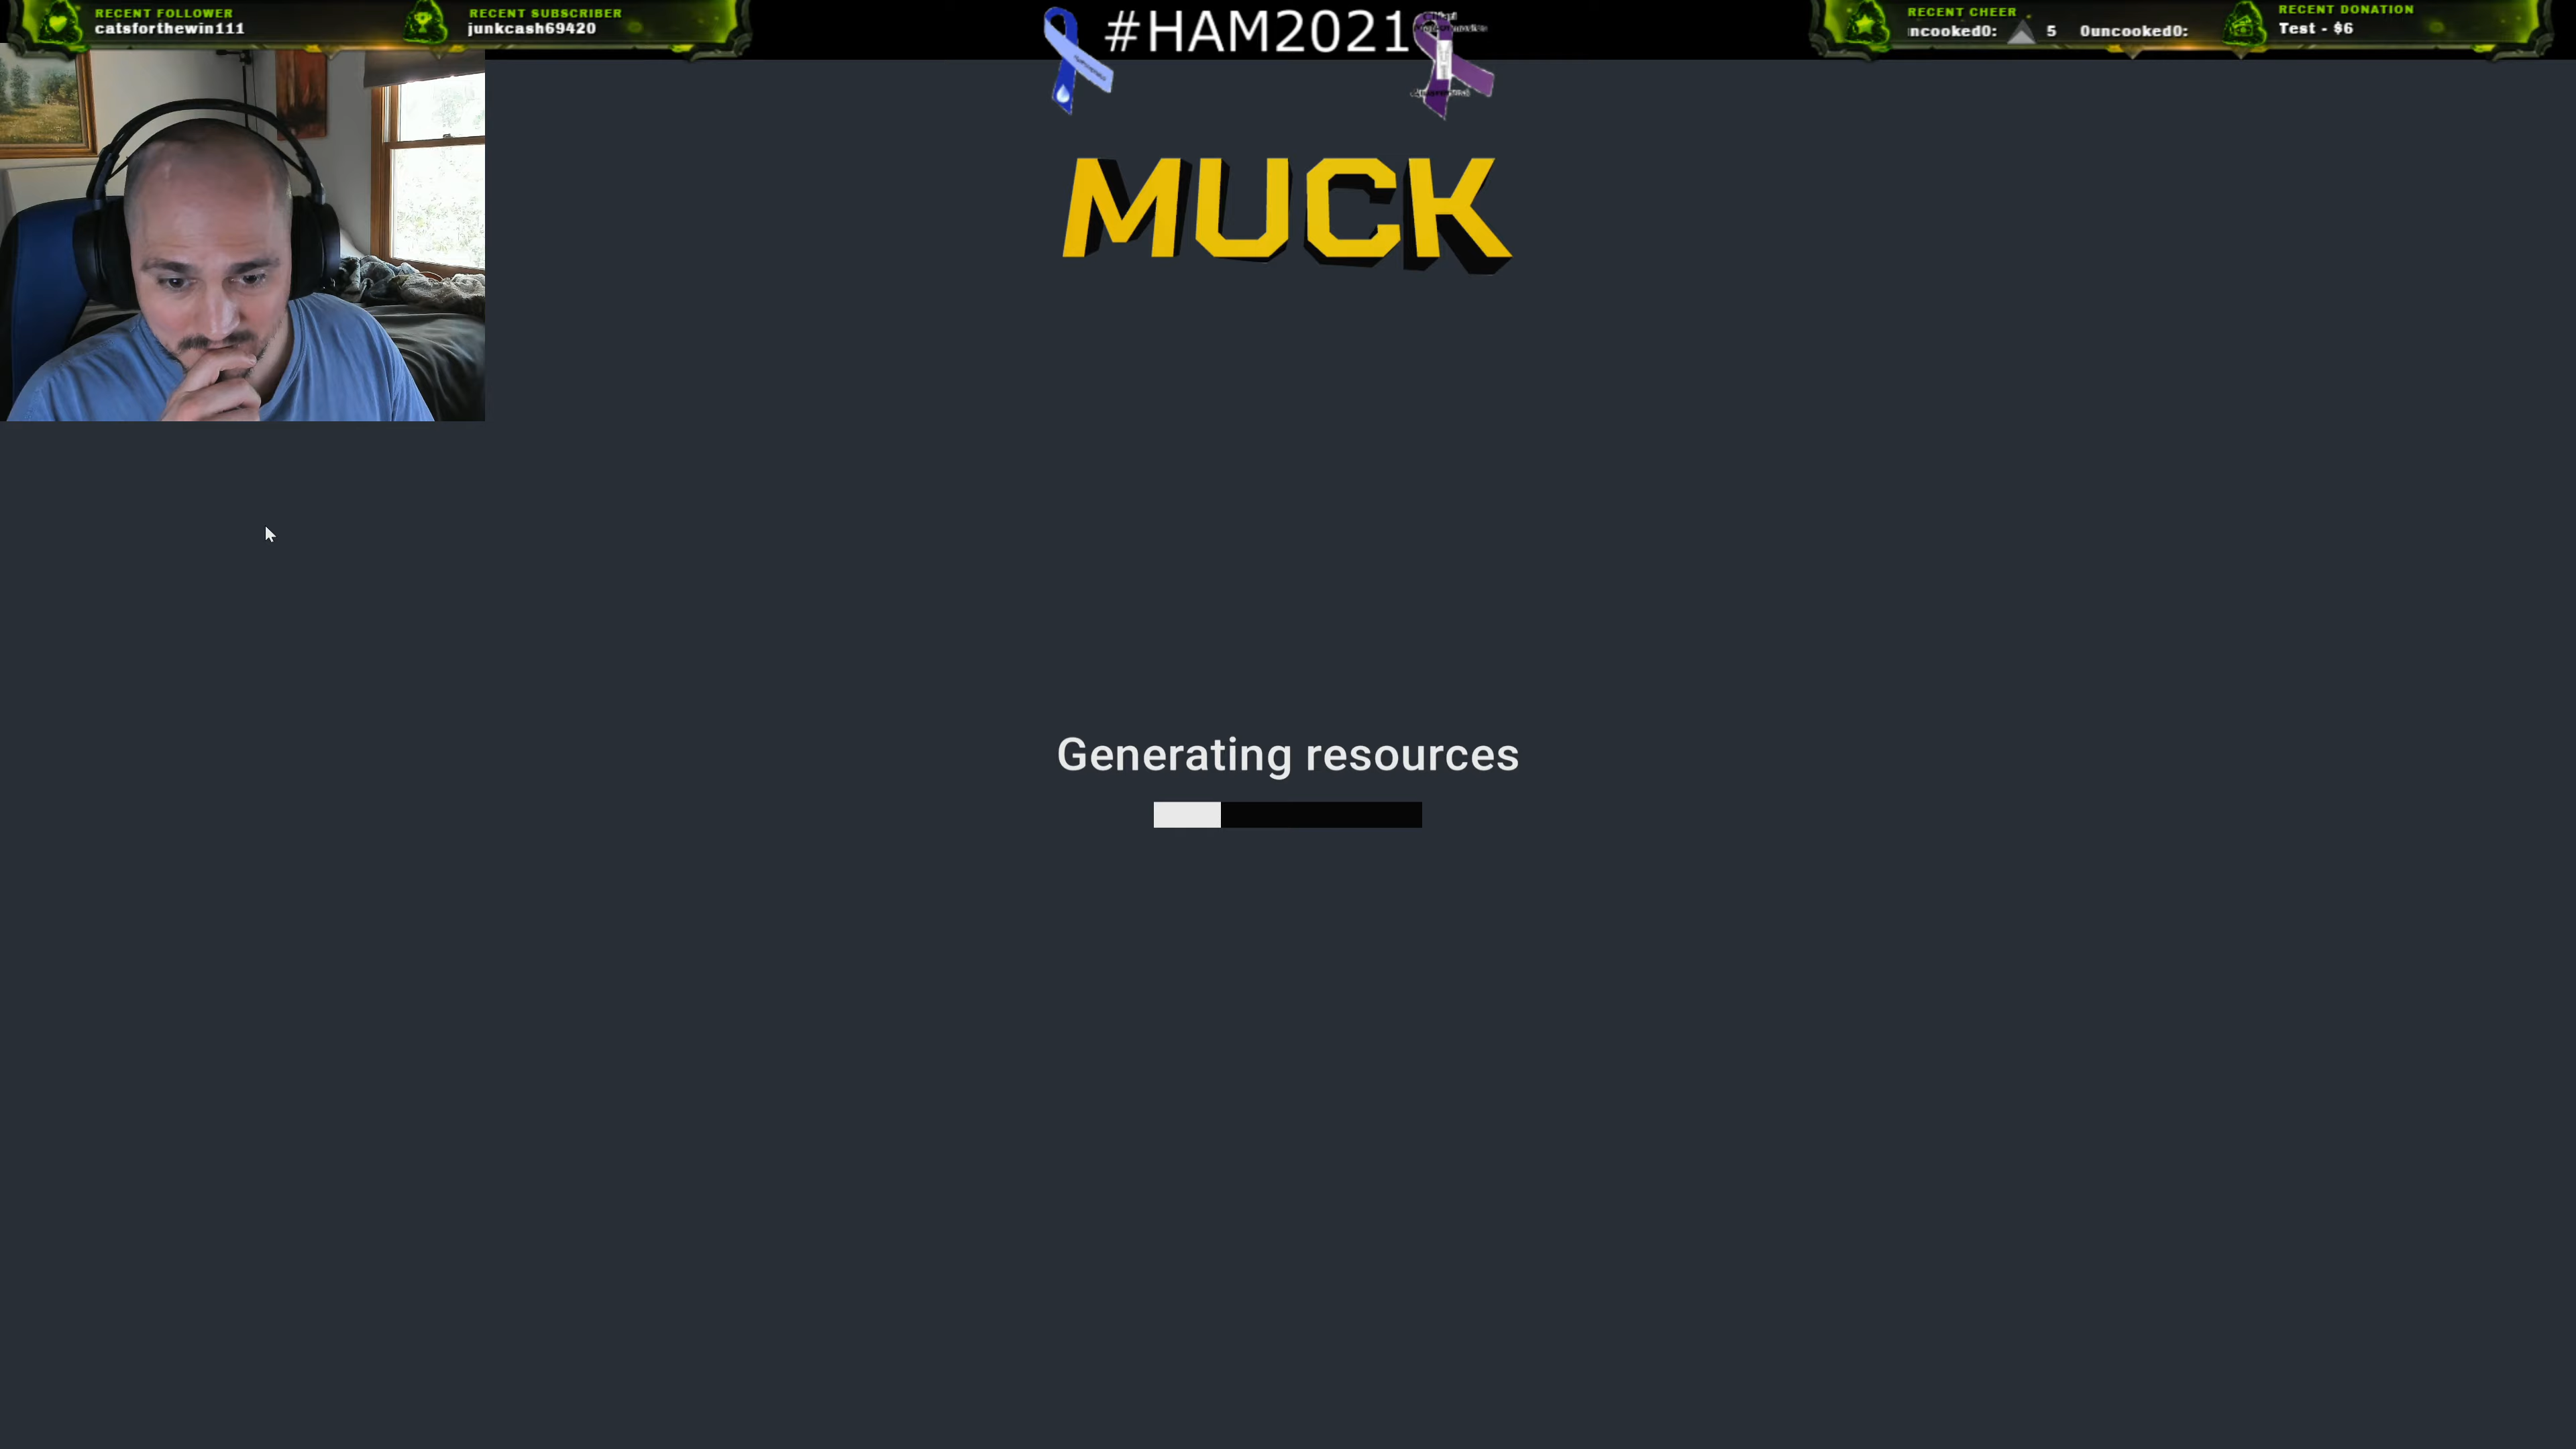 RECENT FOLLOWER
catsforthewin111
RECENT SUBSCRIBER
junkcash69420
#HAM2021
RECENT CHEER
ncooked0: 5 0uncooked0:
RECENT DONATION
Test - $6
MUCK
Generating resources